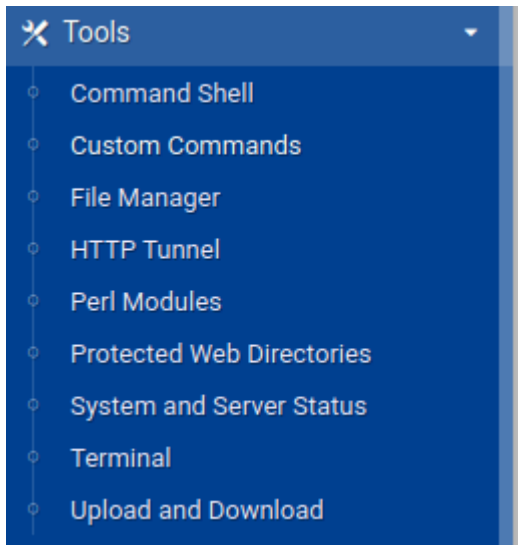 Tools
Command Shell
Custom Commands
File Manager
HTTP Tunnel
Perl Modules
Protected Web Directories
System and Server Status
Terminal
Upload and Download